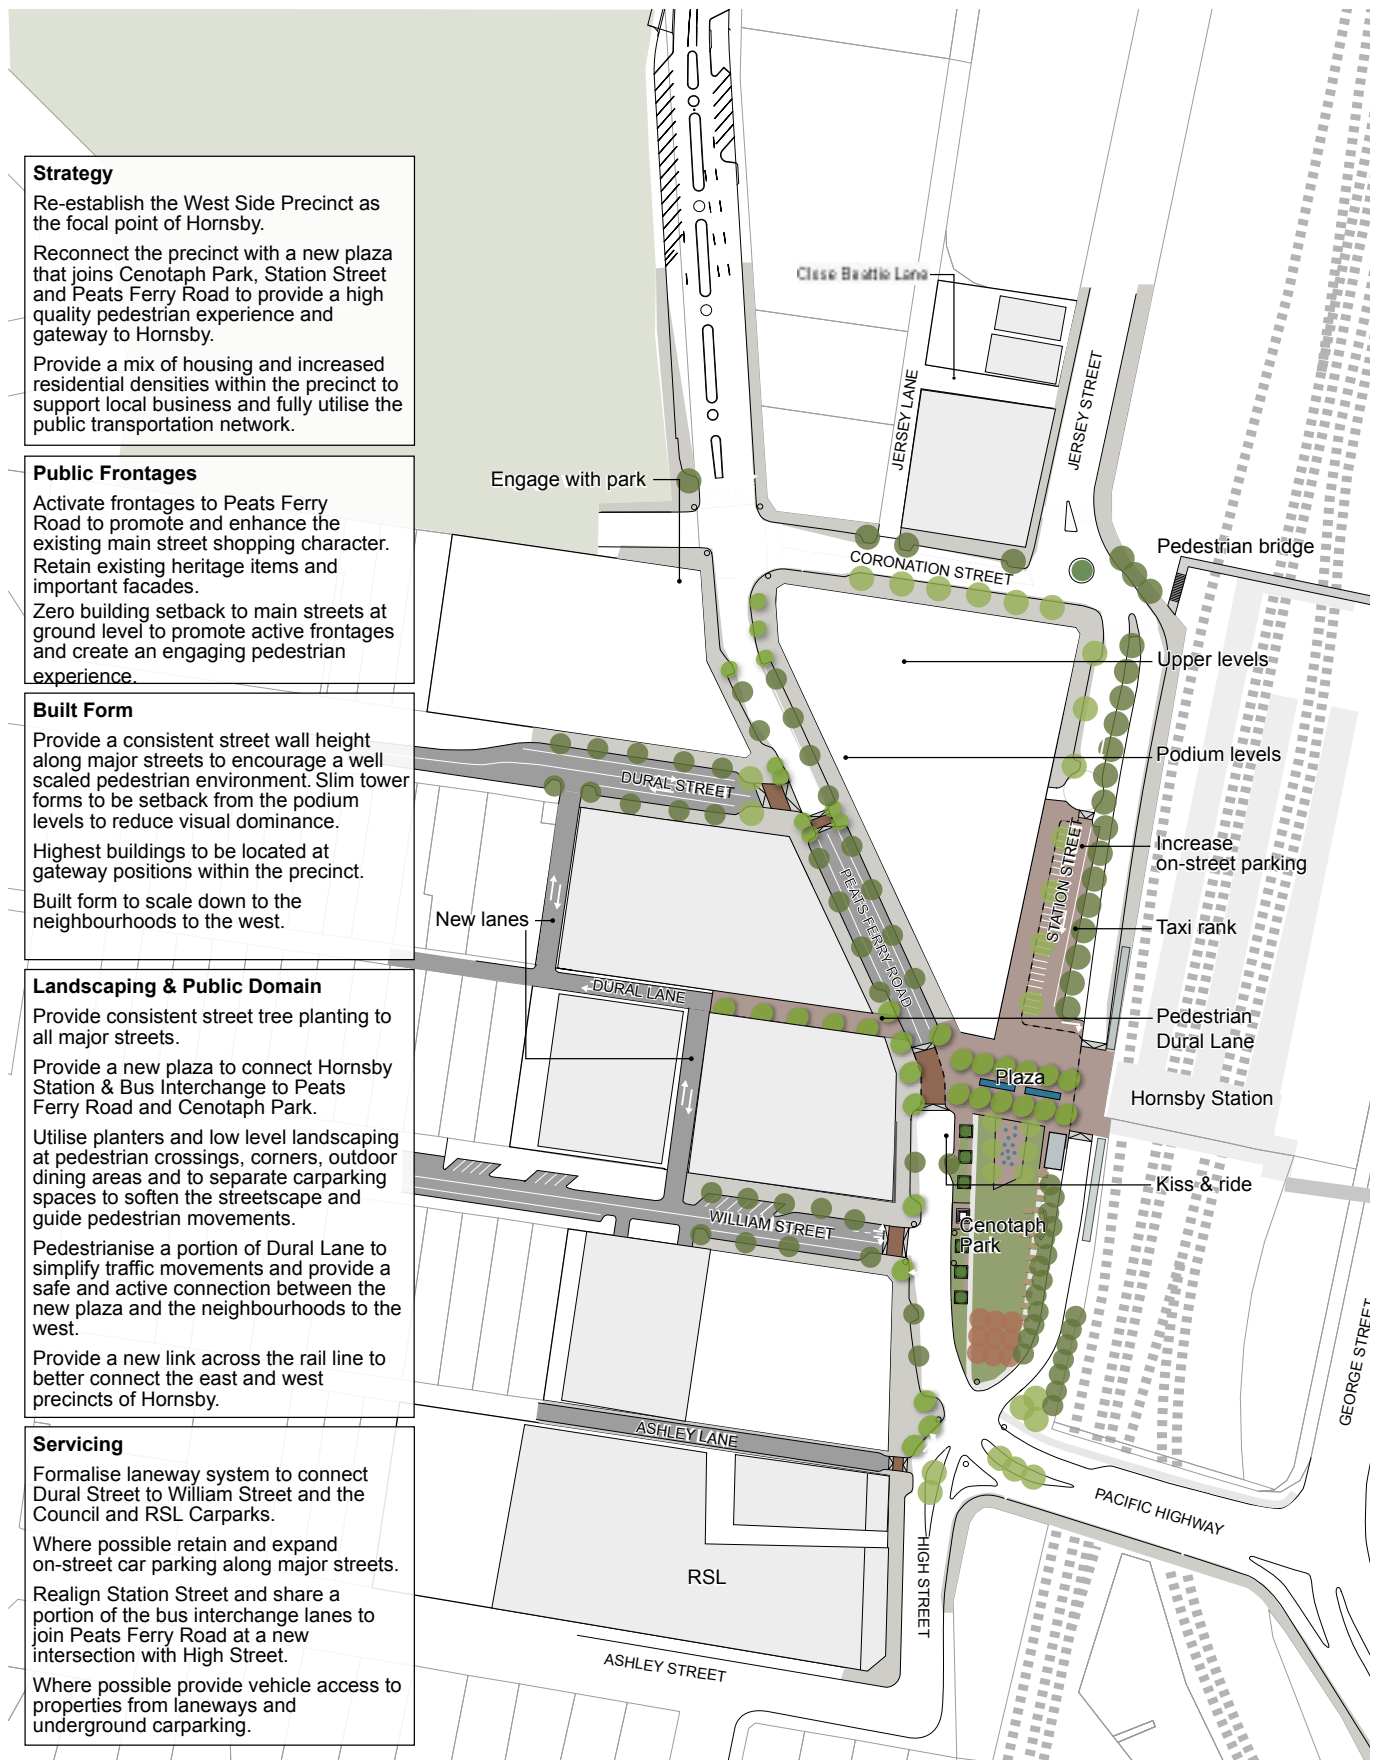 Strategy
Re-establish the West Side Precinct as
the focal point of Hornsby.
Reconnect the precinct with a new plaza
that joins Cenotaph Park, Station Street
and Peats Ferry Road to provide a high
quality pedestrian experience and
gateway to Hornsby.
Provide a mix of housing and increased
residential densities within the precinct to
support local business and fully utilise the
public transportation network.
Public Frontages
Activate frontages to Peats Ferry
Road to promote and enhance the
existing main street shopping character.
Retain existing heritage items and
important facades.
Zero building setback to main streets at
ground level to promote active frontages
and create an engaging pedestrian
experience.
Built Form
Provide a consistent street wall height
along major streets to encourage a well
scaled pedestrian environment. Slim tower
forms to be setback from the podium
levels to reduce visual dominance.
Highest buildings to be located at
gateway positions within the precinct.
Built form to scale down to the
neighbourhoods to the west.
Landscaping & Public Domain
Provide consistent street tree planting to
all major streets.
Provide a new plaza to connect Hornsby
Station & Bus Interchange to Peats
Ferry Road and Cenotaph Park.
Utilise planters and low level landscaping
at pedestrian crossings, corners, outdoor
dining areas and to separate carparking
spaces to soften the streetscape and
guide pedestrian movements.
Pedestrianise a portion of Dural Lane to
simplify traffic movements and provide a
safe and active connection between the
new plaza and the neighbourhoods to the
west.
Provide a new link across the rail line to
better connect the east and west
precincts of Hornsby.
Servicing
Formalise laneway system to connect
Dural Street to William Street and the
Council and RSL Carparks.
Where possible retain and expand
on-street car parking along major streets.
Realign Station Street and share a
portion of the bus interchange lanes to
join Peats Ferry Road at a new
intersection with High Street.
Where possible provide vehicle access to
properties from laneways and
underground carparking.
Close Beattie Lane
JERSEY LANE
JERSEY STREET
Engage with park
CORONATION STREET
Pedestrian bridge
Upper levels
Podium levels
DURAL STREET
Increase
on-street parking
STATION STREET
PEATS FERRY ROAD
Taxi rank
New lanes
DURAL LANE
Pedestrian
Dural Lane
Plaza
Hornsby Station
Kiss & ride
WILLIAM STREET
Cenotaph
Park
GEORGE STREET
ASHLEY LANE
PACIFIC HIGHWAY
HIGH STREET
RSL
ASHLEY STREET